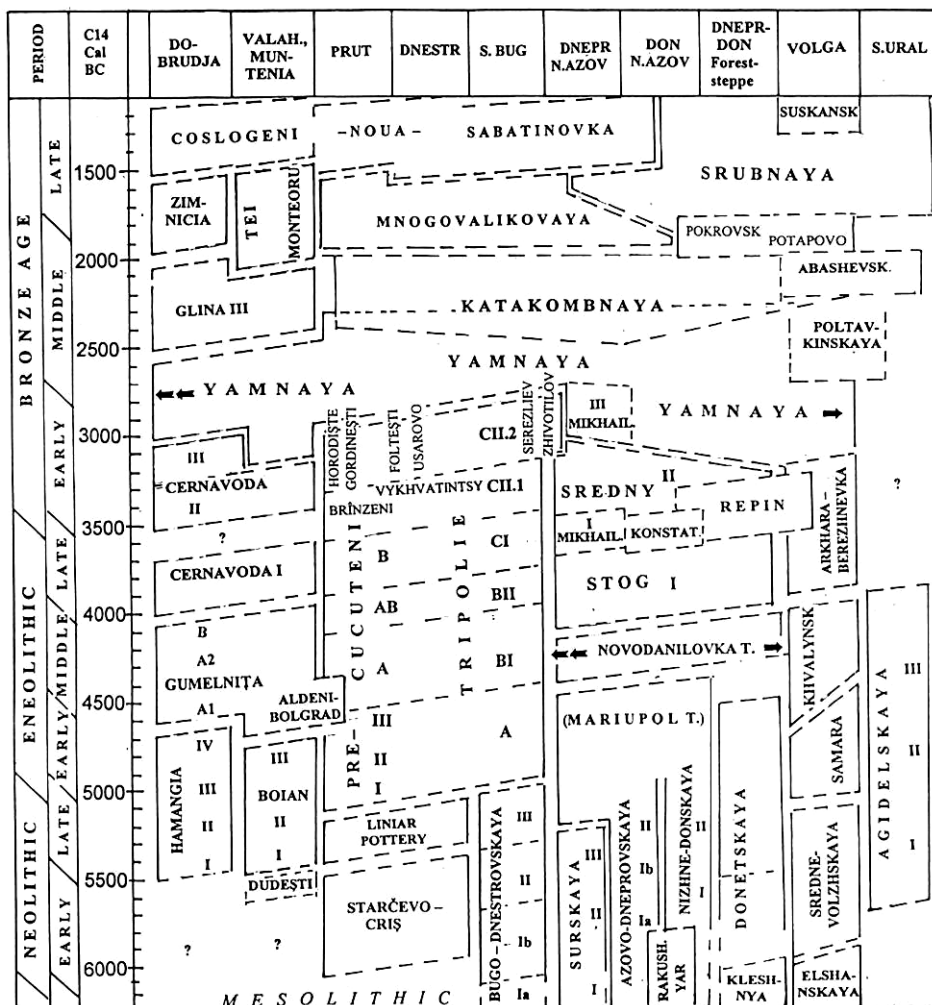 PERIOD
C14 Cal BC
DO-BRUDJA
VALAH., MUN-TENIA
PRUT
DNESTR
S. BUG
DNEPR N.AZOV
DON N.AZOV
DNEPR-DON Forest-steppe
VOLGA
S.URAL
BRONZE AGE
LATE
MIDDLE
EARLY
ENEOLITHIC
LATE
MIDDLE
EARLY
NEOLITHIC
LATE
EARLY
1500
2000
2500
3000
3500
4000
4500
5000
5500
6000
COSLOGENI
–NOUA–
SABATINOVKA
SUSKANSK
SRUBNAYA
ZIM-
NICIA
TEI
MONTEORU
MNOGOVALIKOVAYA
POKROVSK
POTAPOVO
ABASHEVSK.
GLINA III
KATAKOMBNAYA
POLTAV-
KINSKAYA
YAMNAYA
YAMNAYA
YAMNAYA
III
CERNAVODA
II
?
CERNAVODA I
HORODIŞTE
GORDINEŞTI
FOLTEŞTI
USAROVO
CII.2
SEREZLIEV
ZHIVOTILOV
III
MIKHAIL.
VYKHVATINTSY
CII.1
BRÎNZENI
SREDNY
II
I
MIKHAIL.
KONSTAT.
REPIN
ARKHARA-
BEREZHNEVKA
?
STOG
I
PRE–CUCUTENI
TRIPOLIE
B
CI
AB
BII
A
BI
III
A
II
I
B
A2
GUMELNIŢA
A1
ALDENI-
BOLGRAD
NOVODANILOVKA T.
KHVALYNSK
(MARIUPOL T.)
SAMARA
AGIDELSKAYA
III
II
I
HAMANGIA
IV
III
II
I
BOIAN
III
II
I
DUDEŞTI
LINIAR
POTTERY
STARČEVO–
CRIŞ
BUGO–DNESTROVSKAYA
III
II
Ib
Ia
SURSKAYA
III
II
I
AZOVO-DNEPROVSKAYA
II
Ib
Ia
NIZHNE-DONSKAYA
II
I
RAKUSH.
YAR
DONETSKAYA
KLESH-
NYA
SREDNE-
VOLZHSKAYA
ELSHA-
NSKAYA
?
?
MESOLITHIC